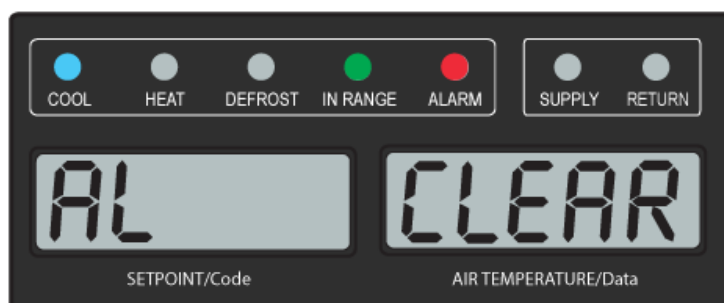 COOL HEAT DEFROST IN RANGE ALARM SUPPLY RETURN
AL CLEAR
SETPOINT/Code AIR TEMPERATURE/Data